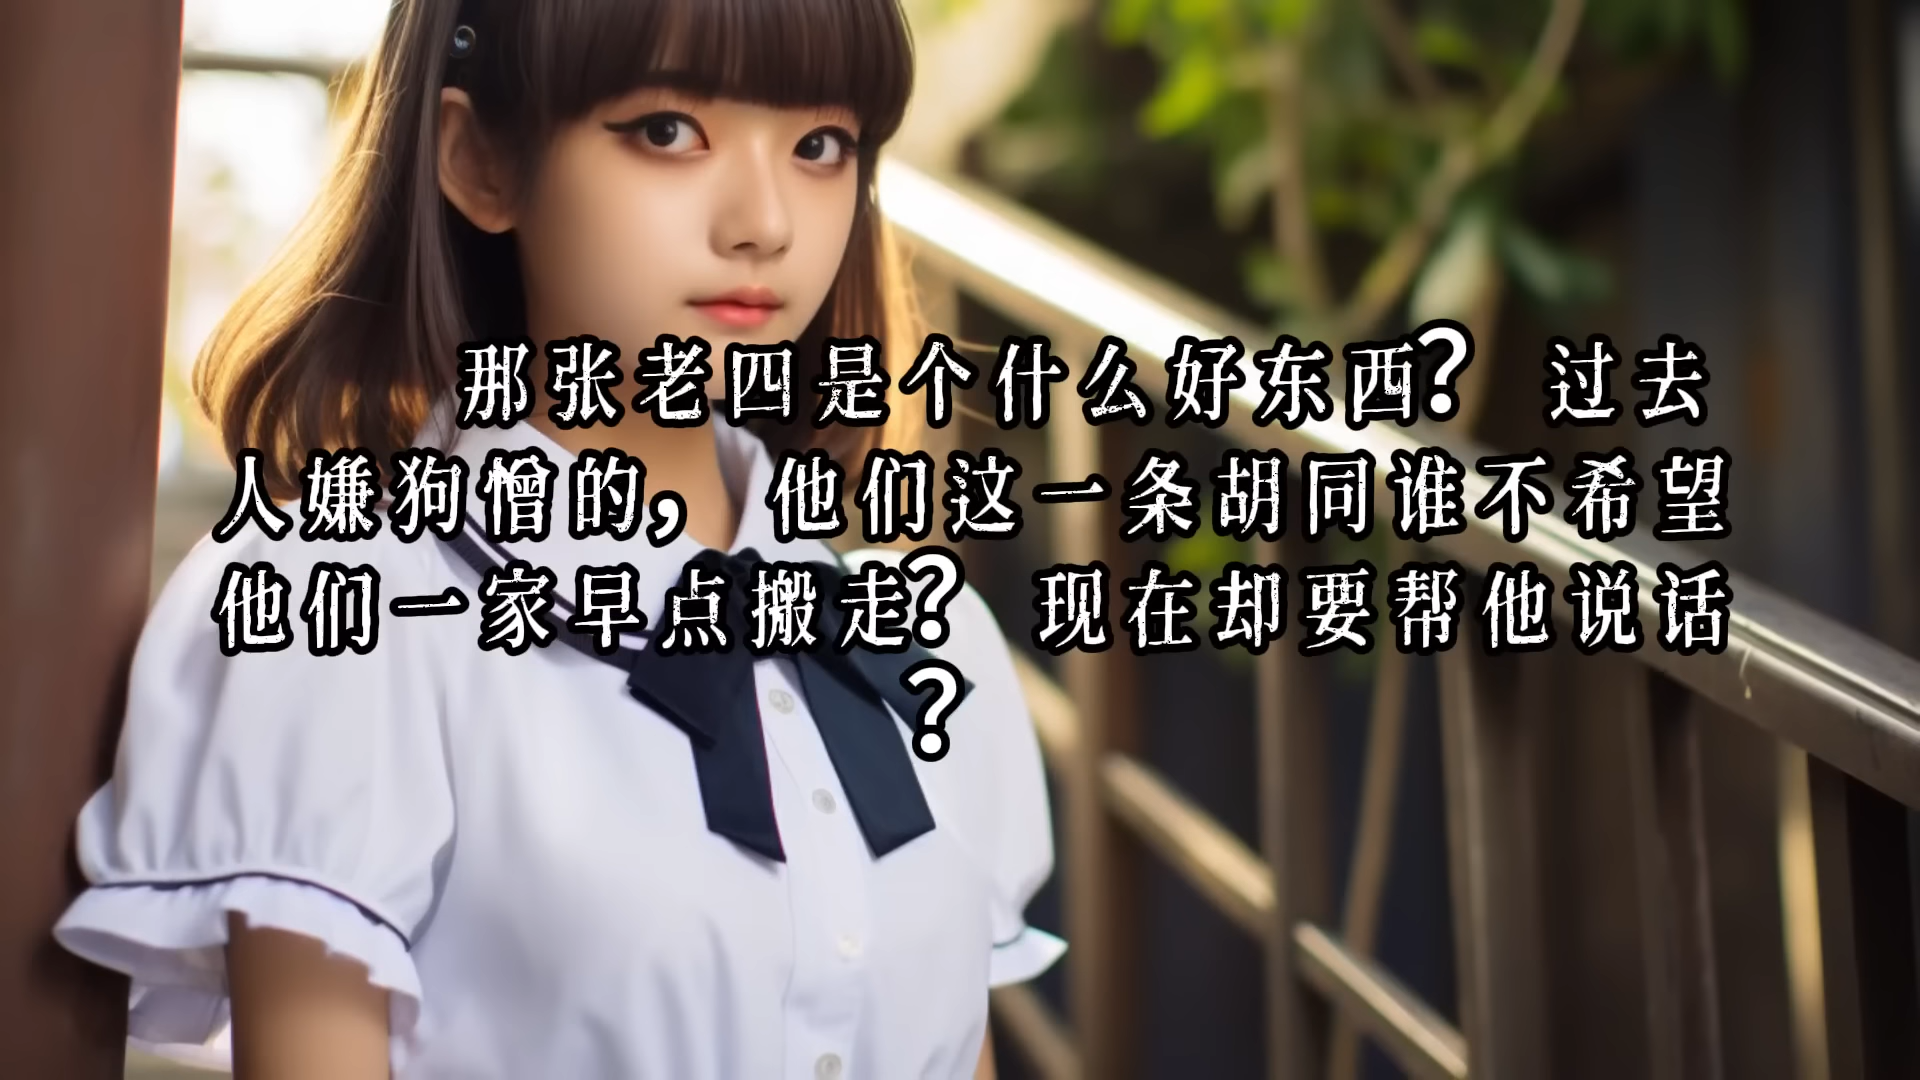 那张老四是个什么好东西？过去
人嫌狗憎的，他们这一条胡同谁不希望
他们一家早点搬走？现在却要帮他说话
？